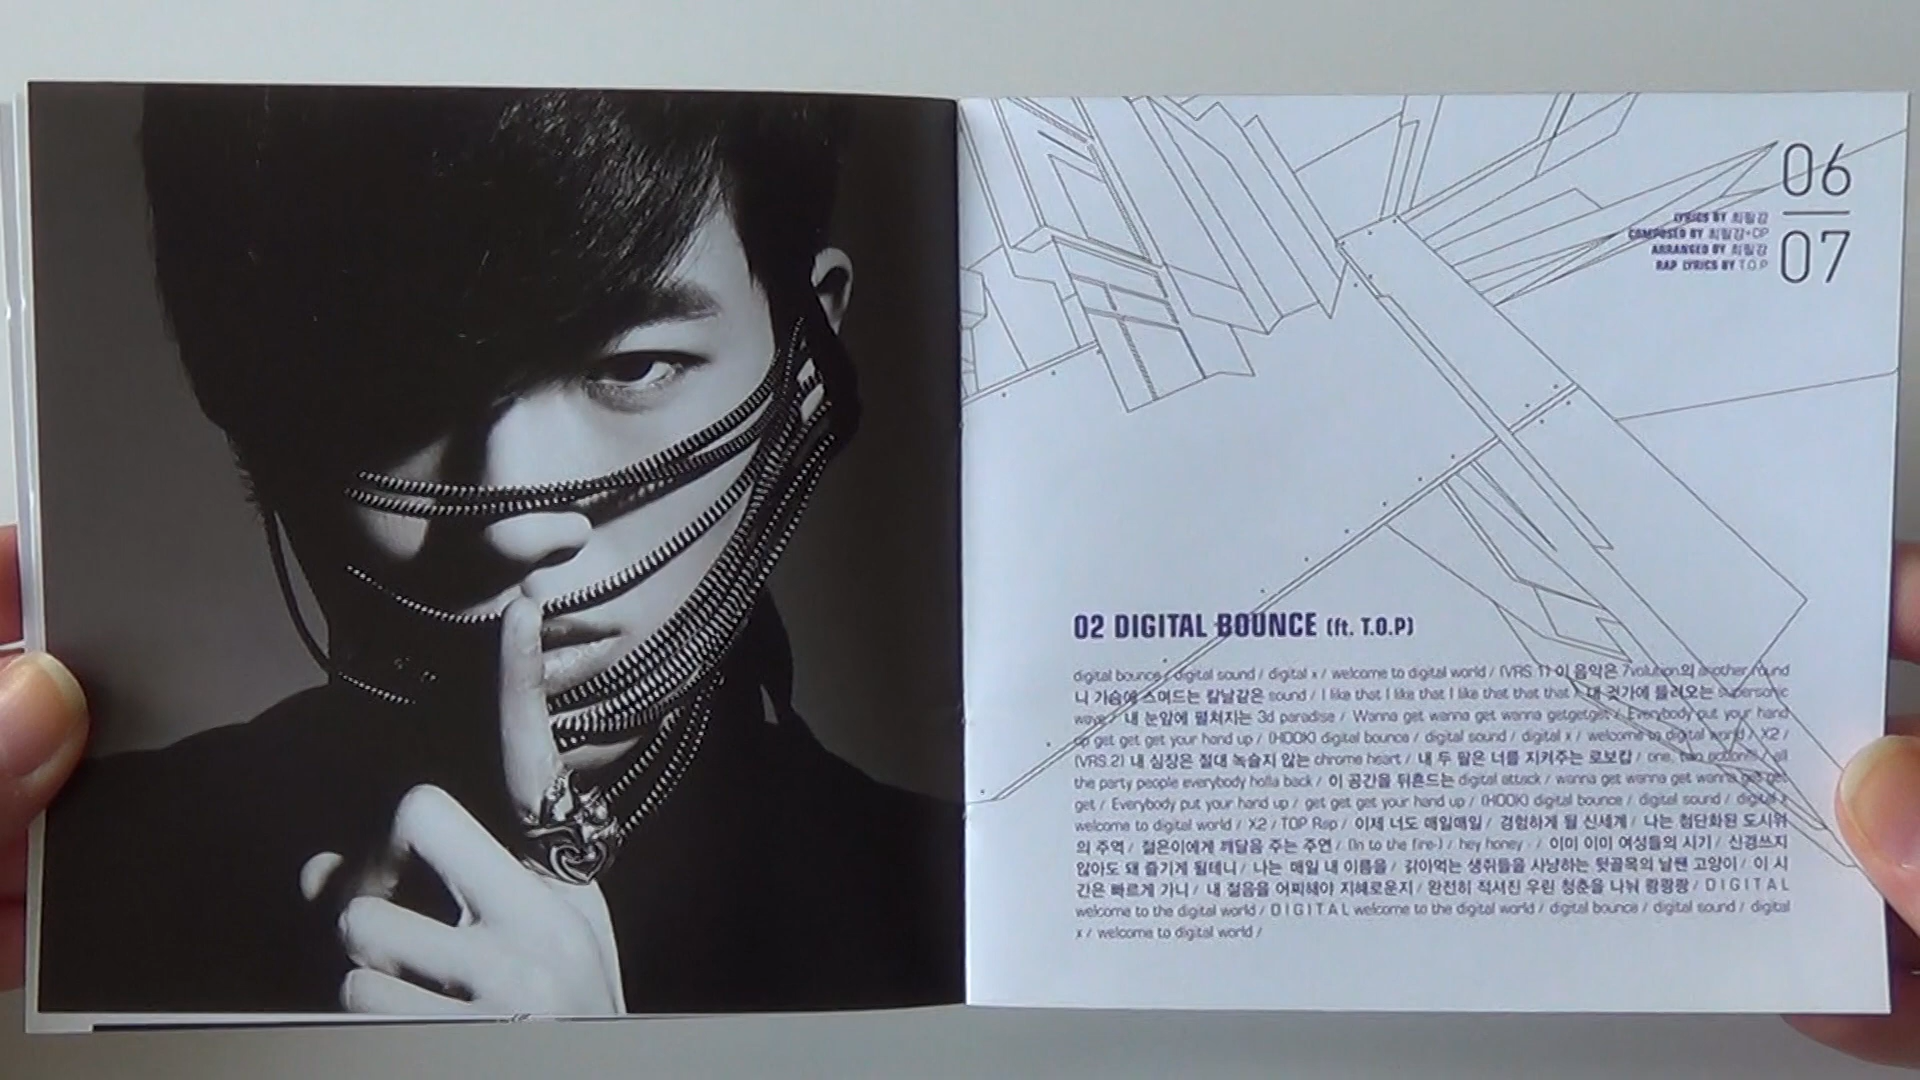 06
07
LYRICS BY 최필강
COMPOSED BY 최필강+DP
ARRANGED BY 최필강
RAP LYRICS BY T.O.P
02 DIGITAL BOUNCE (ft. T.O.P)
digital bounce / digital sound / digital x / welcome to digital world / (VRS.1) 이 음악은 7volution의 another round
니 가슴에 스며드는 칼날같은 sound / I like that I like that I like that that that / 내 귓가에 들려오는 supersonic
wave / 내 눈앞에 펼쳐지는 3d paradise / Wanna get wanna get wanna getgetget / Everybody put your hand
up get get get your hand up / (HOOK) digital bounce / digital sound / digital x / welcome to digital world / X2 /
(VRS.2) 내 심장은 절대 녹슬지 않는 chrome heart / 내 두 팔은 너를 지켜주는 로보캅 / one, two / all
the party people everybody holla back / 이 공간을 뒤흔드는 digital attack / wanna get wanna get wanna get get
get / Everybody put your hand up / get get get your hand up / (HOOK) digital bounce / digital sound / digital x
welcome to digital world / X2 / TOP Rap / 이제 너도 매일매일 / 경험하게 될 신세계 / 나는 첨단화된 도시위
의 주역 / 젊은이에게 깨달음 주는 주연 / (In to the fire~) / hey honey / 이미 이미 여성들의 시기 / 신경쓰지
않아도 돼 즐기게 될테니 / 나는 매일 내 이름을 / 갉아먹는 생쥐들을 사냥하는 뒷골목의 날쌘 고양이 / 이 시
간은 빠르게 가니 / 내 젊음을 어찌해야 지혜로운지 / 완전히 적셔진 우린 청춘을 나눠 쾅쾅쾅 / D I G I T A L
welcome to the digital world / D I G I T A L welcome to the digital world / digital bounce / digital sound / digital
x / welcome to digital world /